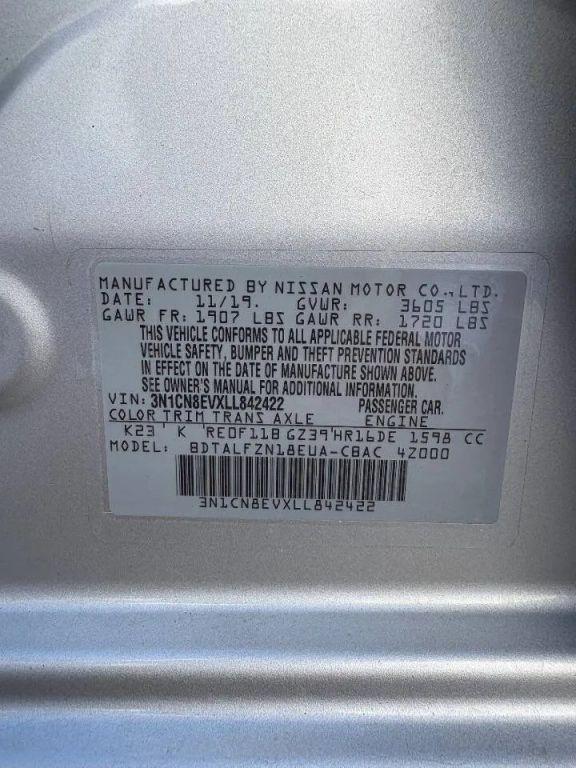 MANUFACTURED BY NISSAN MOTOR CO.,LTD.
DATE: 11/19. GVWR: 3605 LBS
GAWR FR: 1907 LBS GAWR RR: 1720 LBS
THIS VEHICLE CONFORMS TO ALL APPLICABLE FEDERAL MOTOR
VEHICLE SAFETY, BUMPER AND THEFT PREVENTION STANDARDS
IN EFFECT ON THE DATE OF MANUFACTURE SHOWN ABOVE.
SEE OWNER'S MANUAL FOR ADDITIONAL INFORMATION.
VIN: 3N1CN8EVXLL842422 PASSENGER CAR.
COLOR TRIM TRANS AXLE ENGINE
K23' K 'RE0F11B GZ39'HR16DE 1598 CC
MODEL: BDTALFZN18EUA-CBAC 4Z000
3N1CN8EVXLL842422